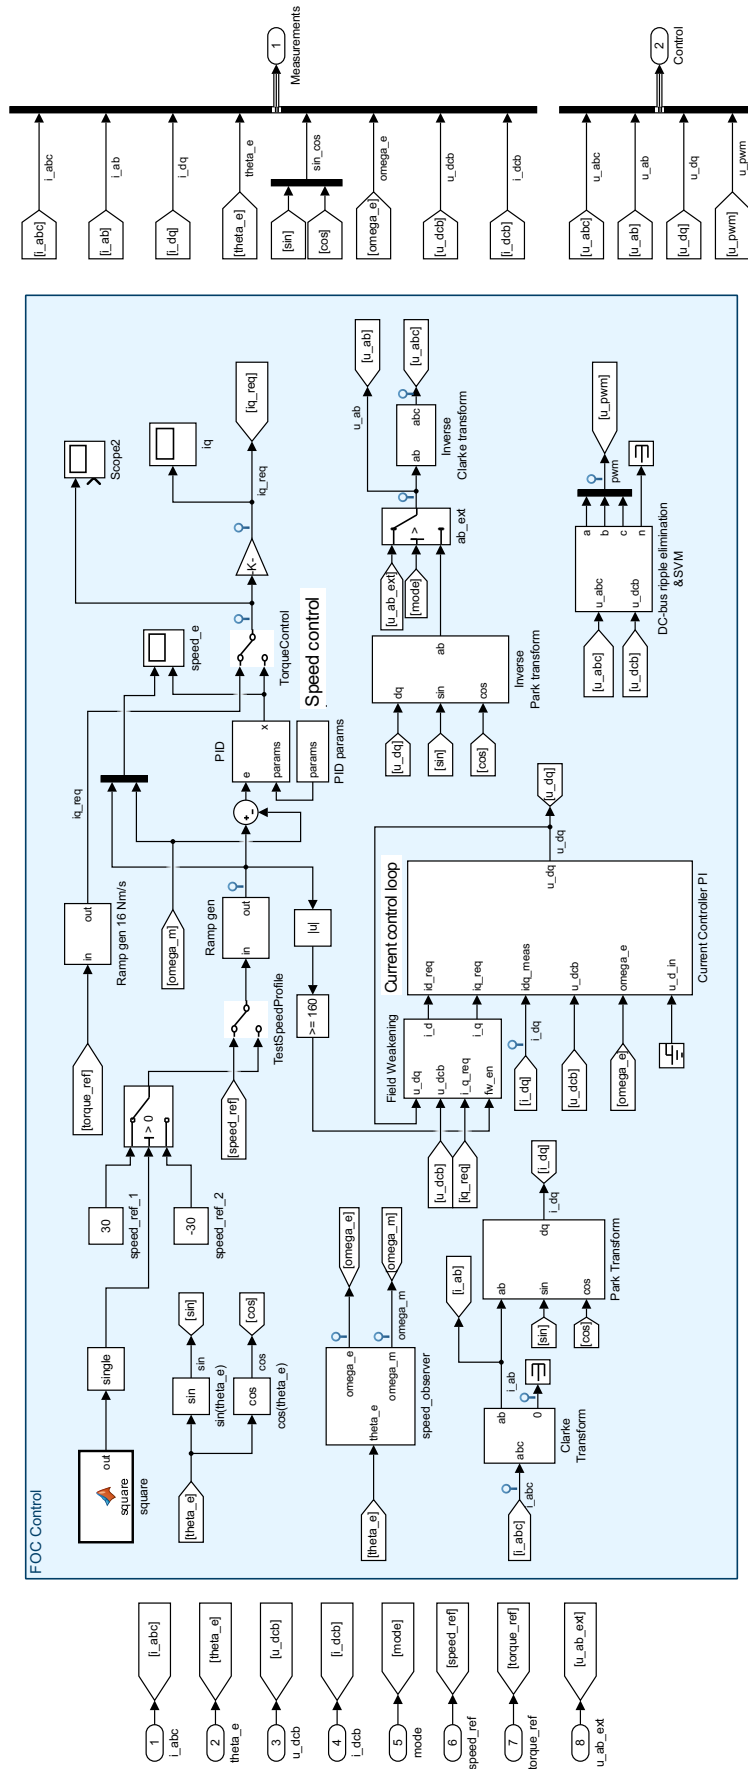 1
i_abc
[i_abc]
2
theta_e
[theta_e]
3
u_dcb
[u_dcb]
4
i_dcb
[i_dcb]
5
mode
[mode]
6
speed_ref
[speed_ref]
7
torque_ref
[torque_ref]
8
u_ab_ext
[u_ab_ext]
FOC Control
square
out
square
single
30
speed_ref_1
-30
speed_ref_2
> 0
[torque_ref]
in
out
Ramp gen 16 Nm/s
iq_req
[omega_m]
[speed_ref]
TestSpeedProfile
in
out
Ramp gen
|u|
>= 160
+
-
PID
e
x
params
params
PID params
speed_e
TorqueControl
Speed control
-K-
Scope2
iq
iq_req
[iq_req]
[theta_e]
sin
sin
[sin]
sin(theta_e)
cos
cos
[cos]
cos(theta_e)
[theta_e]
theta_e
omega_e
omega_m
speed_observer
[omega_e]
omega_m
[omega_m]
[i_abc]
i_abc
abc
ab
0
Clarke
Transform
i_ab
[i_ab]
[sin]
[cos]
ab
sin
cos
dq
Park Transform
i_dq
[i_dq]
[u_dcb]
[iq_req]
Field Weakening
u_dq
u_dcb
i_q_req
fw_en
i_d
i_q
[i_dq]
i_dq
[u_dcb]
[omega_e]
Current control loop
id_req
iq_req
idq_meas
u_dcb
omega_e
u_d_in
u_dq
Current Controller PI
u_dq
[u_dq]
[u_dq]
[sin]
[cos]
dq
sin
cos
ab
Inverse
Park transform
[u_ab_ext]
[mode]
>
ab_ext
u_ab
[u_ab]
ab
abc
Inverse
Clarke transform
[u_abc]
[u_abc]
[u_dcb]
u_abc
u_dcb
a
b
c
n
DC-bus ripple elimination
&SVM
pwm
[u_pwm]
[i_abc]
i_abc
[i_ab]
i_ab
[i_dq]
i_dq
[theta_e]
theta_e
[sin]
[cos]
sin_cos
[omega_e]
omega_e
[u_dcb]
u_dcb
[i_dcb]
i_dcb
1
Measurements
[u_abc]
u_abc
[u_ab]
u_ab
[u_dq]
u_dq
[u_pwm]
u_pwm
2
Control